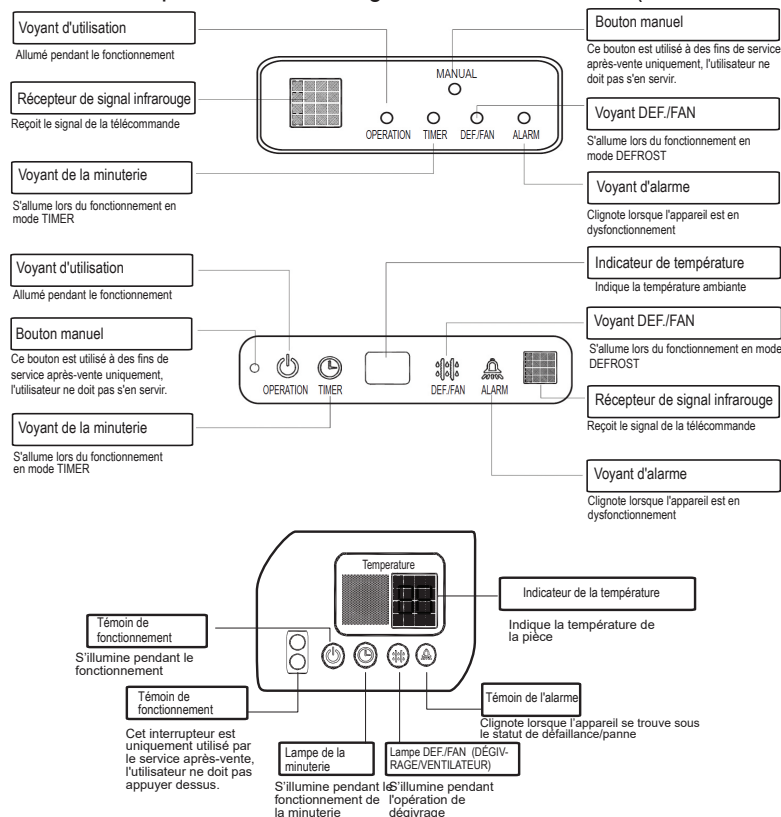 Voyant d'utilisation
Allumé pendant le fonctionnement
Récepteur de signal infrarouge
Reçoit le signal de la télécommande
Voyant de la minuterie
S'allume lors du fonctionnement en
mode TIMER
MANUAL
OPERATION TIMER DEF./FAN ALARM
Bouton manuel
Ce bouton est utilisé à des fins de service
après-vente uniquement, l'utilisateur ne
doit pas s'en servir.
Voyant DEF./FAN
S'allume lors du fonctionnement en
mode DEFROST
Voyant d'alarme
Clignote lorsque l'appareil est en
dysfonctionnement
Voyant d'utilisation
Allumé pendant le fonctionnement
Bouton manuel
Ce bouton est utilisé à des fins de
service après-vente uniquement,
l'utilisateur ne doit pas s'en servir.
Voyant de la minuterie
S'allume lors du fonctionnement
en mode TIMER
OPERATION TIMER DEF./FAN ALARM
Indicateur de température
Indique la température ambiante
Voyant DEF./FAN
S'allume lors du fonctionnement en mode
DEFROST
Récepteur de signal infrarouge
Reçoit le signal de la télécommande
Voyant d'alarme
Clignote lorsque l'appareil est en
dysfonctionnement
Temperature
Témoin de
fonctionnement
S'illumine pendant le
fonctionnement
Témoin de
fonctionnement
Cet interrupteur est
uniquement utilisé par
le service après-vente,
l'utilisateur ne doit pas
appuyer dessus.
Lampe de la
minuterie
S'illumine pendant le
fonctionnement de
la minuterie
Lampe DEF./FAN (DÉGIV-
RAGE/VENTILATEUR)
S'illumine pendant
l'opération de
dégivrage
Indicateur de la température
Indique la température de
la pièce
Témoin de l'alarme
Clignote lorsque l'appareil se trouve sous
le statut de défaillance/panne